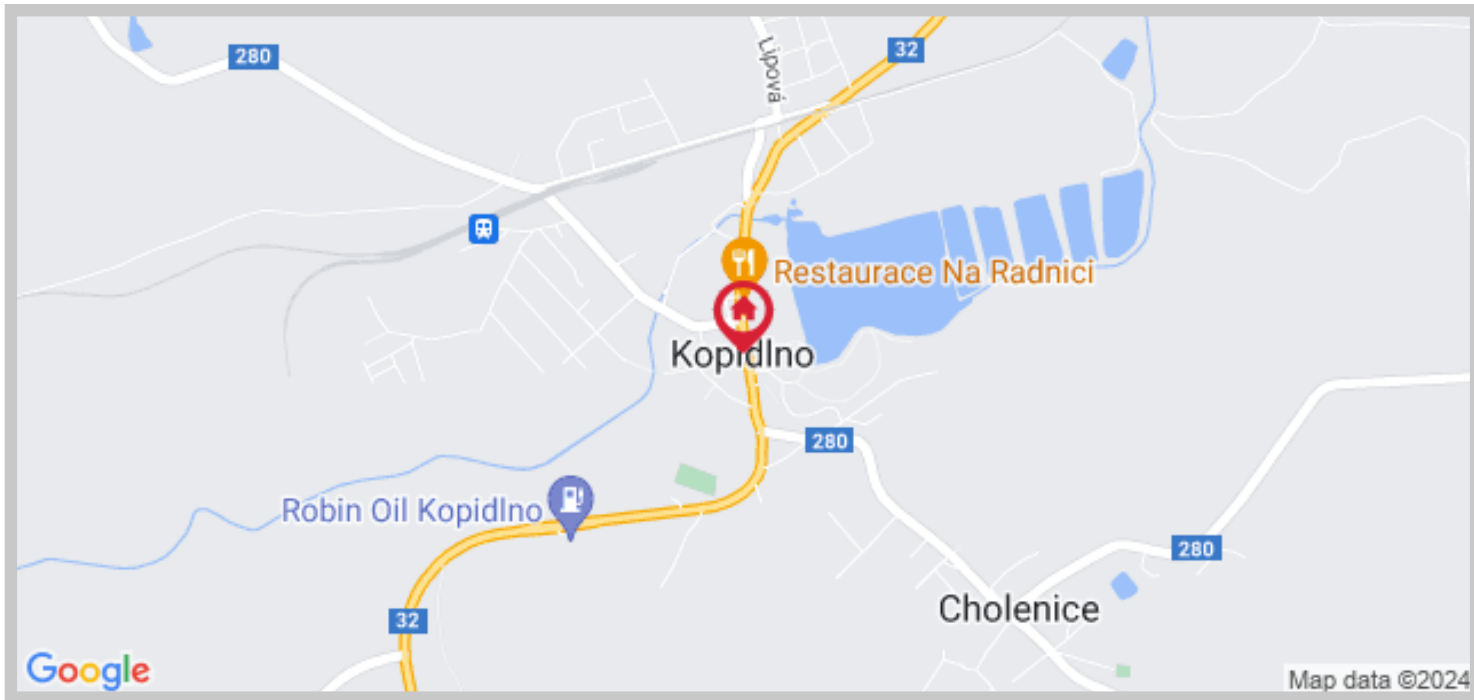 280
Lipová
32
Restaurace Na Radnici
Kopidlno
280
Robin Oil Kopidlno
280
Cholenice
32
Google
Map data ©2024